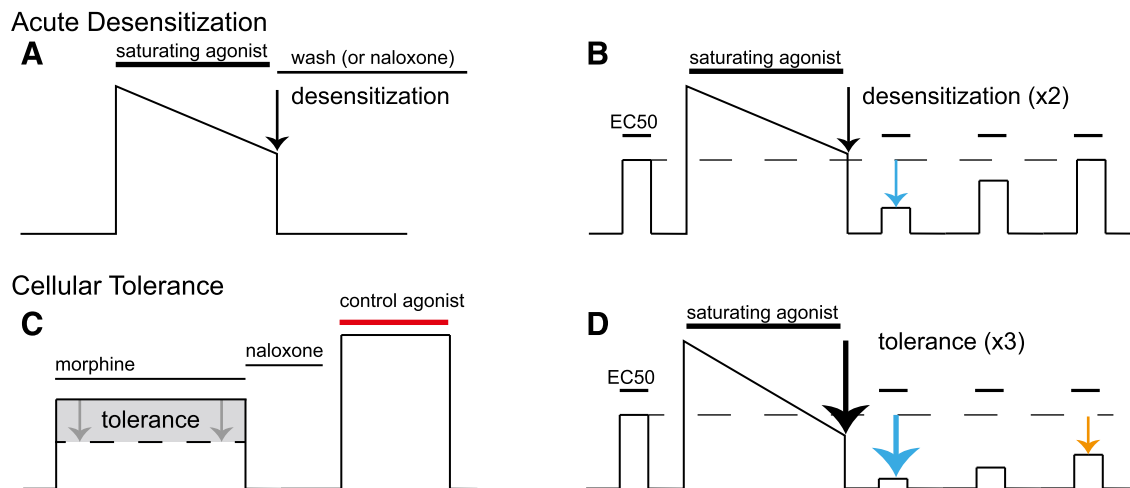 Acute Desensitization
A
saturating agonist
wash (or naloxone)
desensitization
B
saturating agonist
desensitization (x2)
EC50
Cellular Tolerance
C
control agonist
naloxone
morphine
tolerance
D
saturating agonist
tolerance (x3)
EC50